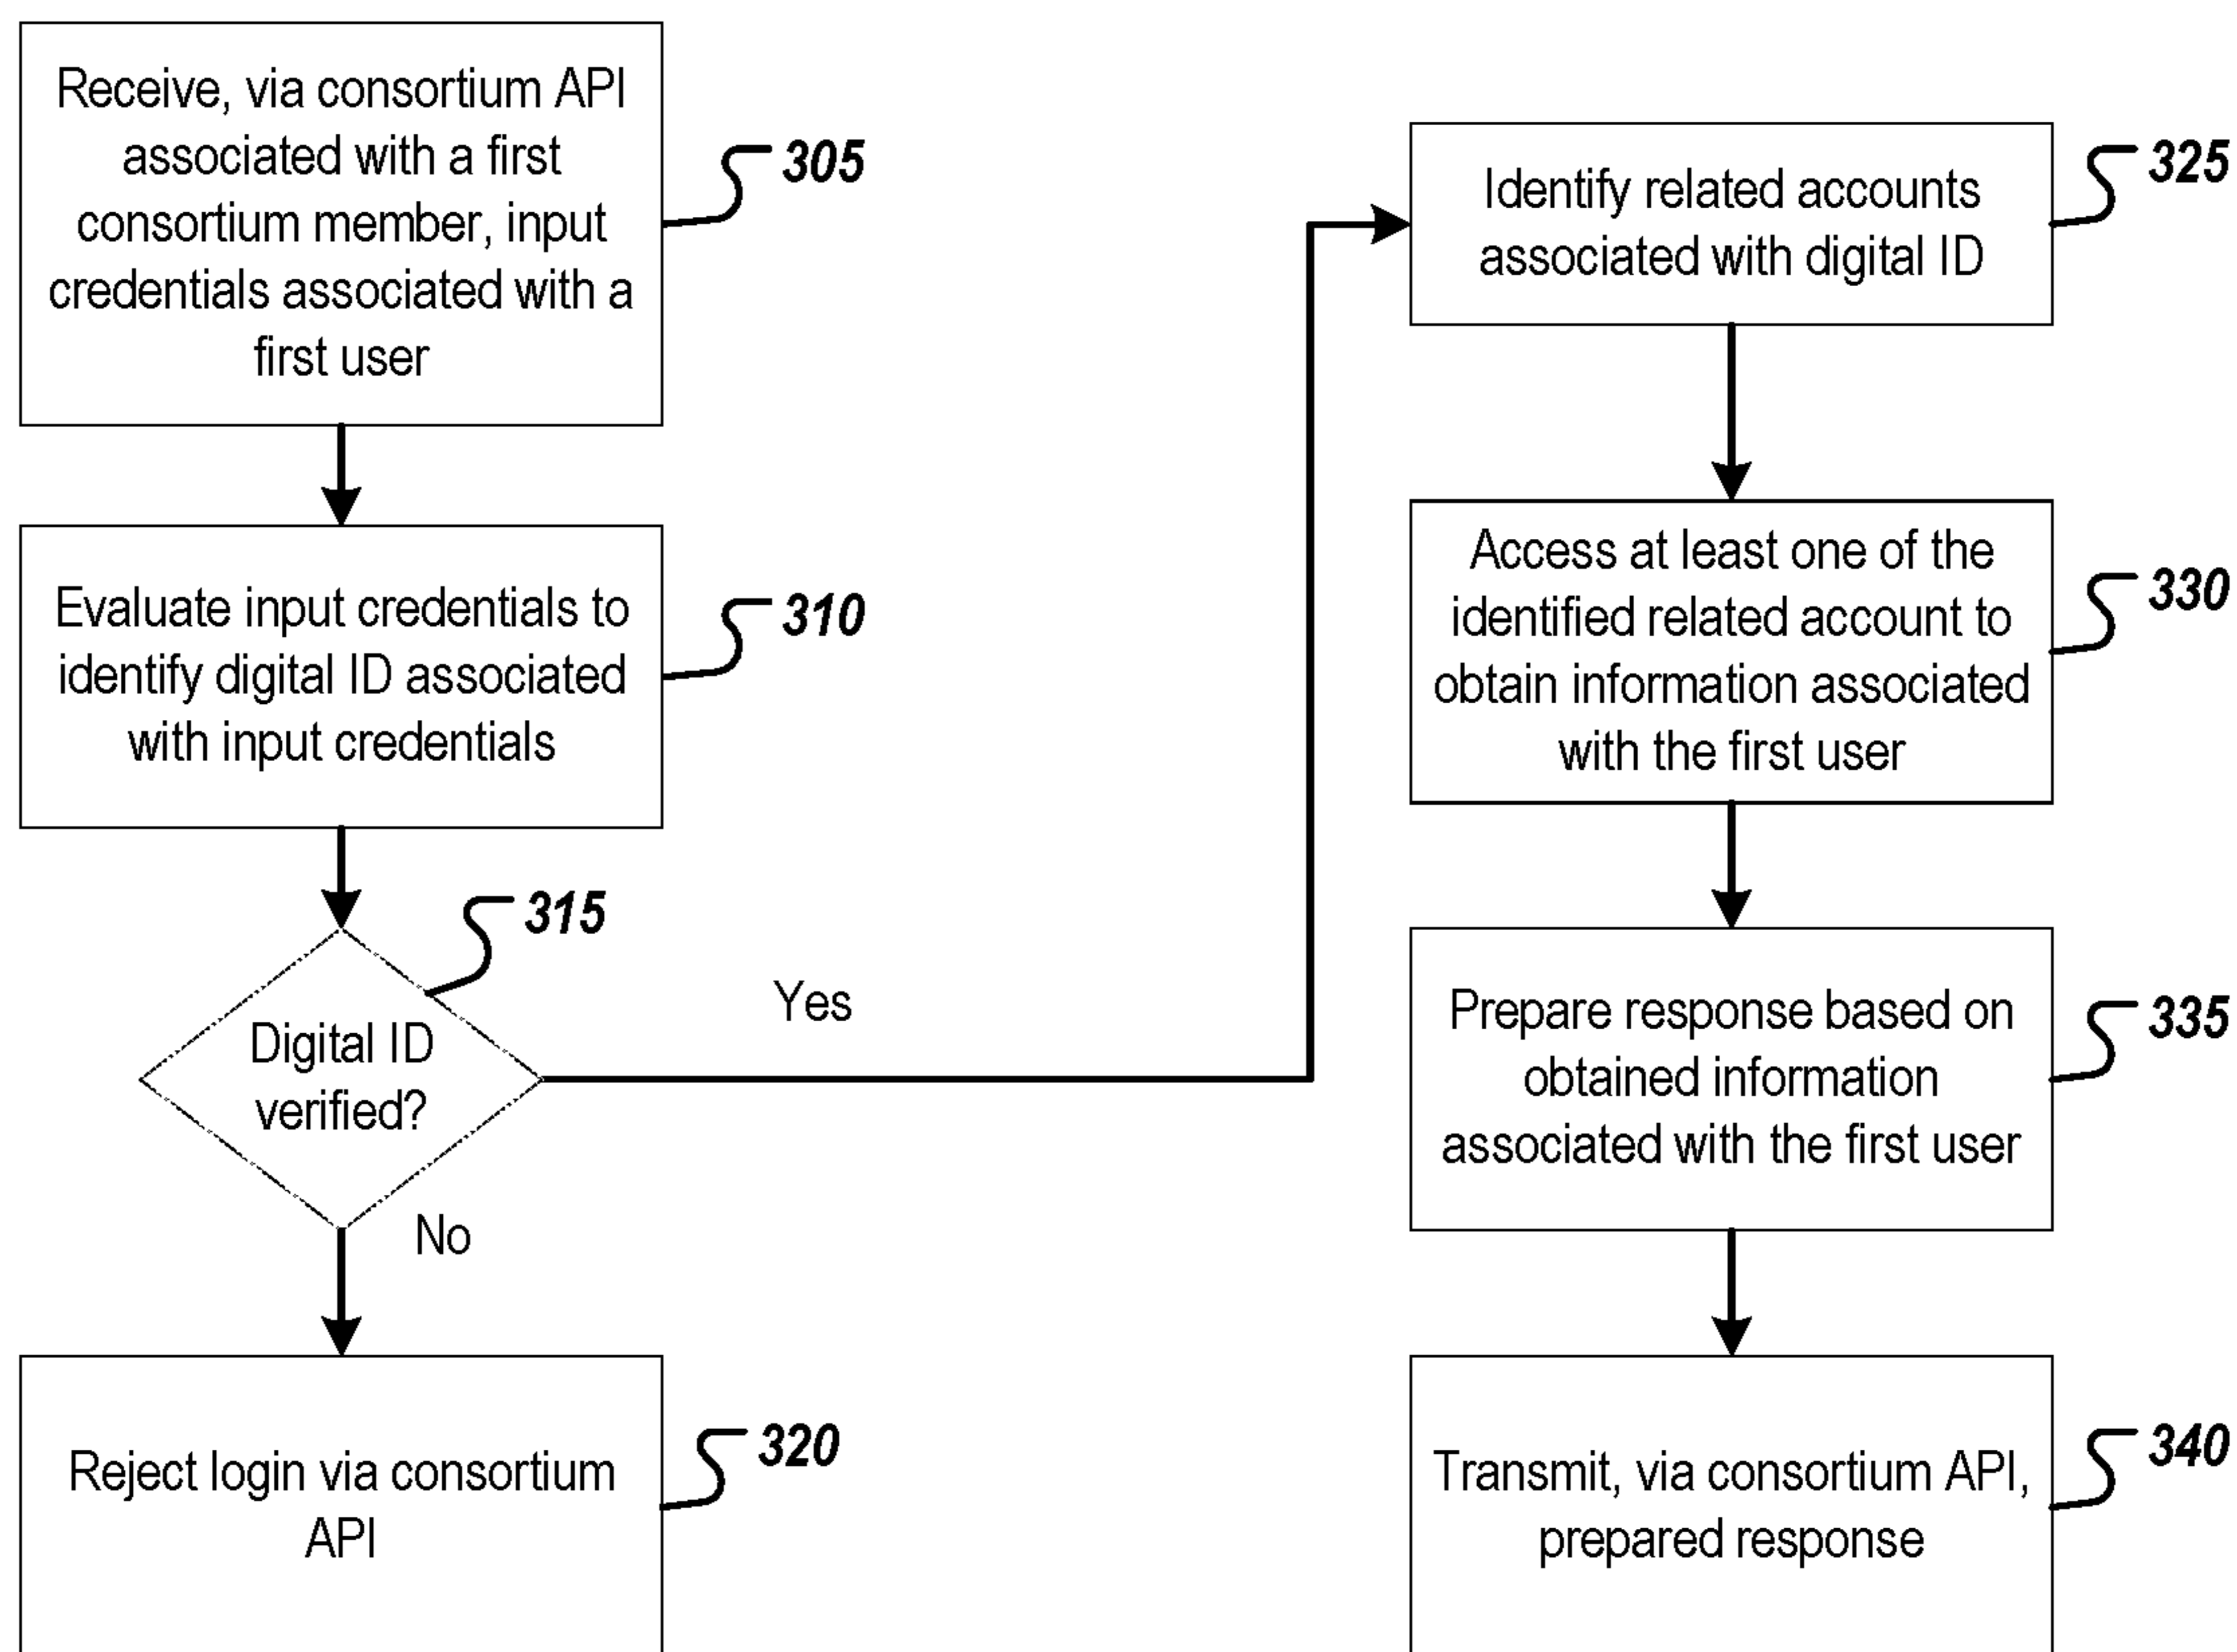 Receive, via consortium API
associated with a first
consortium member, input
credentials associated with a
first user
305
Evaluate input credentials to
identify digital ID associated
with input credentials
310
315
Digital ID
verified?
Yes
No
Reject login via consortium
API
320
Identify related accounts
associated with digital ID
325
Access at least one of the
identified related account to
obtain information associated
with the first user
330
Prepare response based on
obtained information
associated with the first user
335
Transmit, via consortium API,
prepared response
340